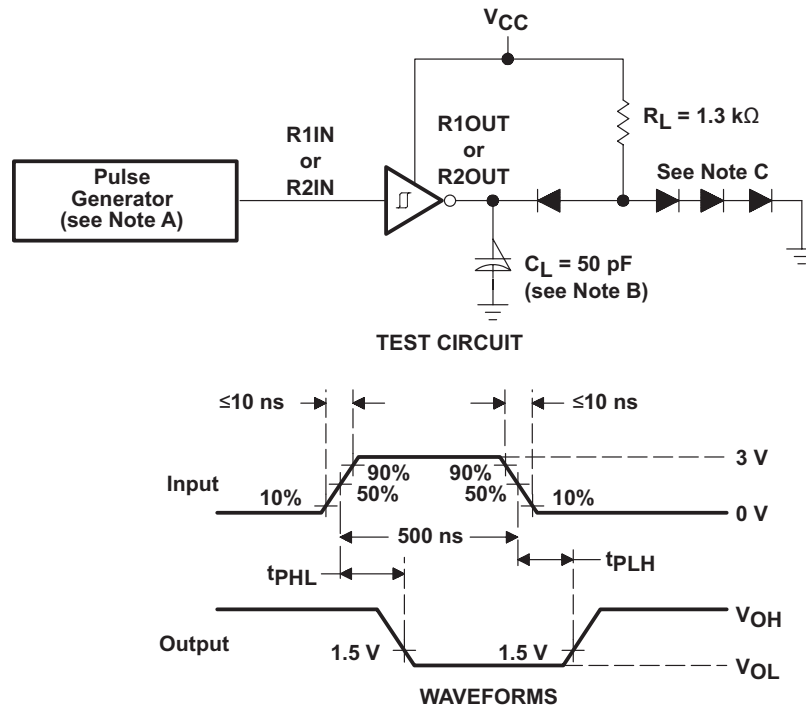 VCC
RL = 1.3 kΩ
R1IN
or
R2IN
R1OUT
or
R2OUT
See Note C
Pulse
Generator
(see Note A)
CL = 50 pF
(see Note B)
TEST CIRCUIT
≤10 ns
≤10 ns
3 V
90%
90%
Input
50%
50%
10%
10%
0 V
500 ns
tPHL
tPLH
VOH
Output
1.5 V
1.5 V
VOL
WAVEFORMS